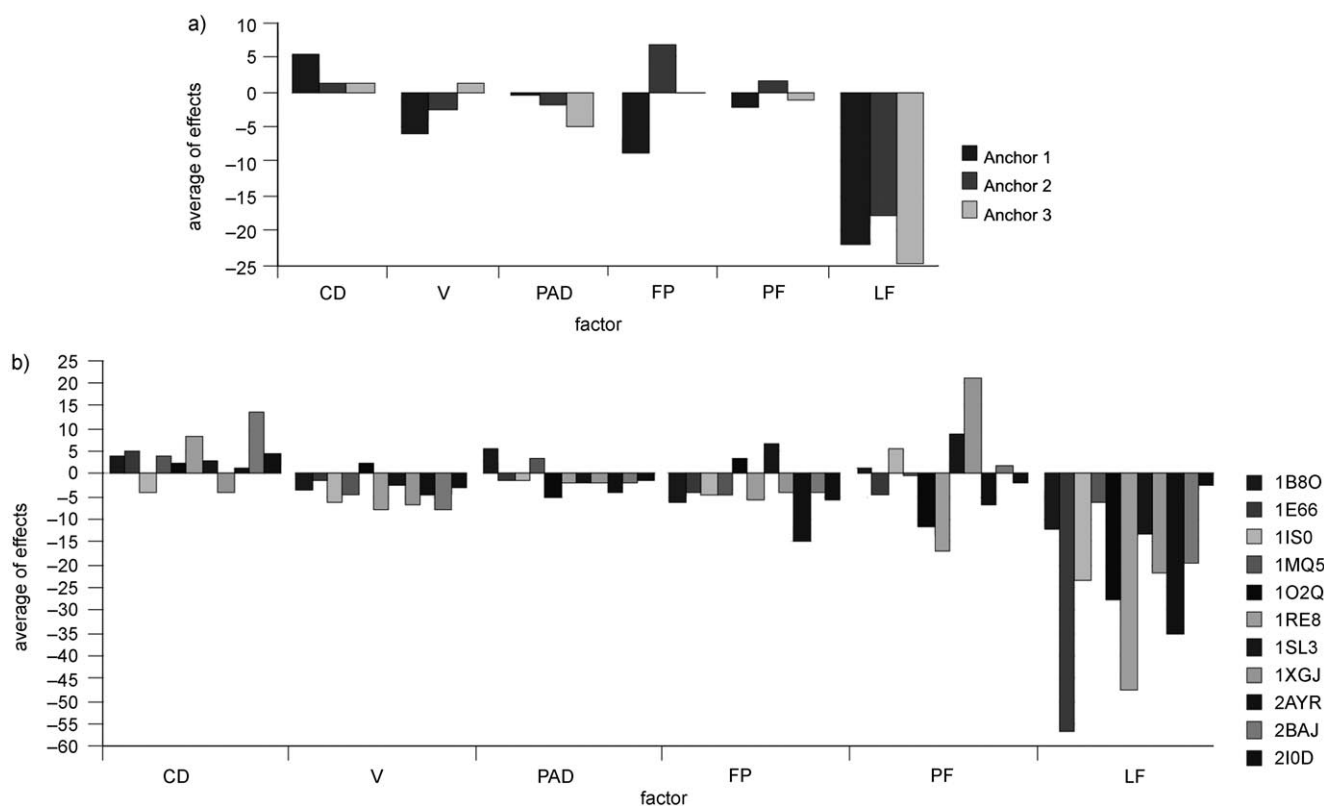 a)
10
5
0
−5
−10
−15
−20
−25
average of effects
CD V PAD FP PF LF
factor
Anchor 1
Anchor 2
Anchor 3
b)
25
20
15
10
5
0
−5
−10
−15
−20
−25
−30
−35
−40
−45
−50
−55
−60
average of effects
CD V PAD FP PF LF
factor
1B8O
1E66
1IS0
1MQ5
1O2Q
1RE8
1SL3
1XGJ
2AYR
2BAJ
2I0D